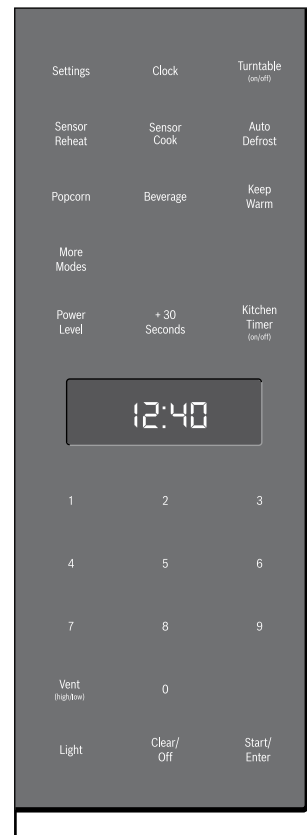 Settings Clock Turntable
(on/off)
Sensor Sensor Auto
Reheat Cook Defrost
Popcorn Beverage Keep
Warm
More
Modes
Power + 30 Kitchen
Level Seconds Timer
(on/off)
12:40
1 2 3
4 5 6
7 8 9
Vent 0
(high/low)
Light Clear/ Start/
Off Enter